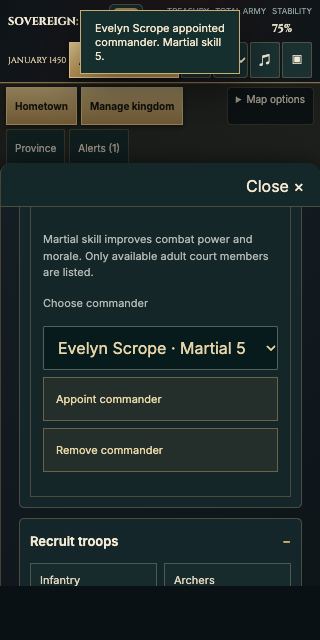 SOVEREIGN:
TREASURY TOTAL ARMY STABILITY
75%
Evelyn Scrope appointed
commander. Martial skill
5.
JANUARY 1450
Hometown
Manage kingdom
▶ Map options
Province
Alerts (1)
Close ×
Martial skill improves combat power and
morale. Only available adult court members
are listed.
Choose commander
Evelyn Scrope · Martial 5
Appoint commander
Remove commander
Recruit troops
−
Infantry
Archers